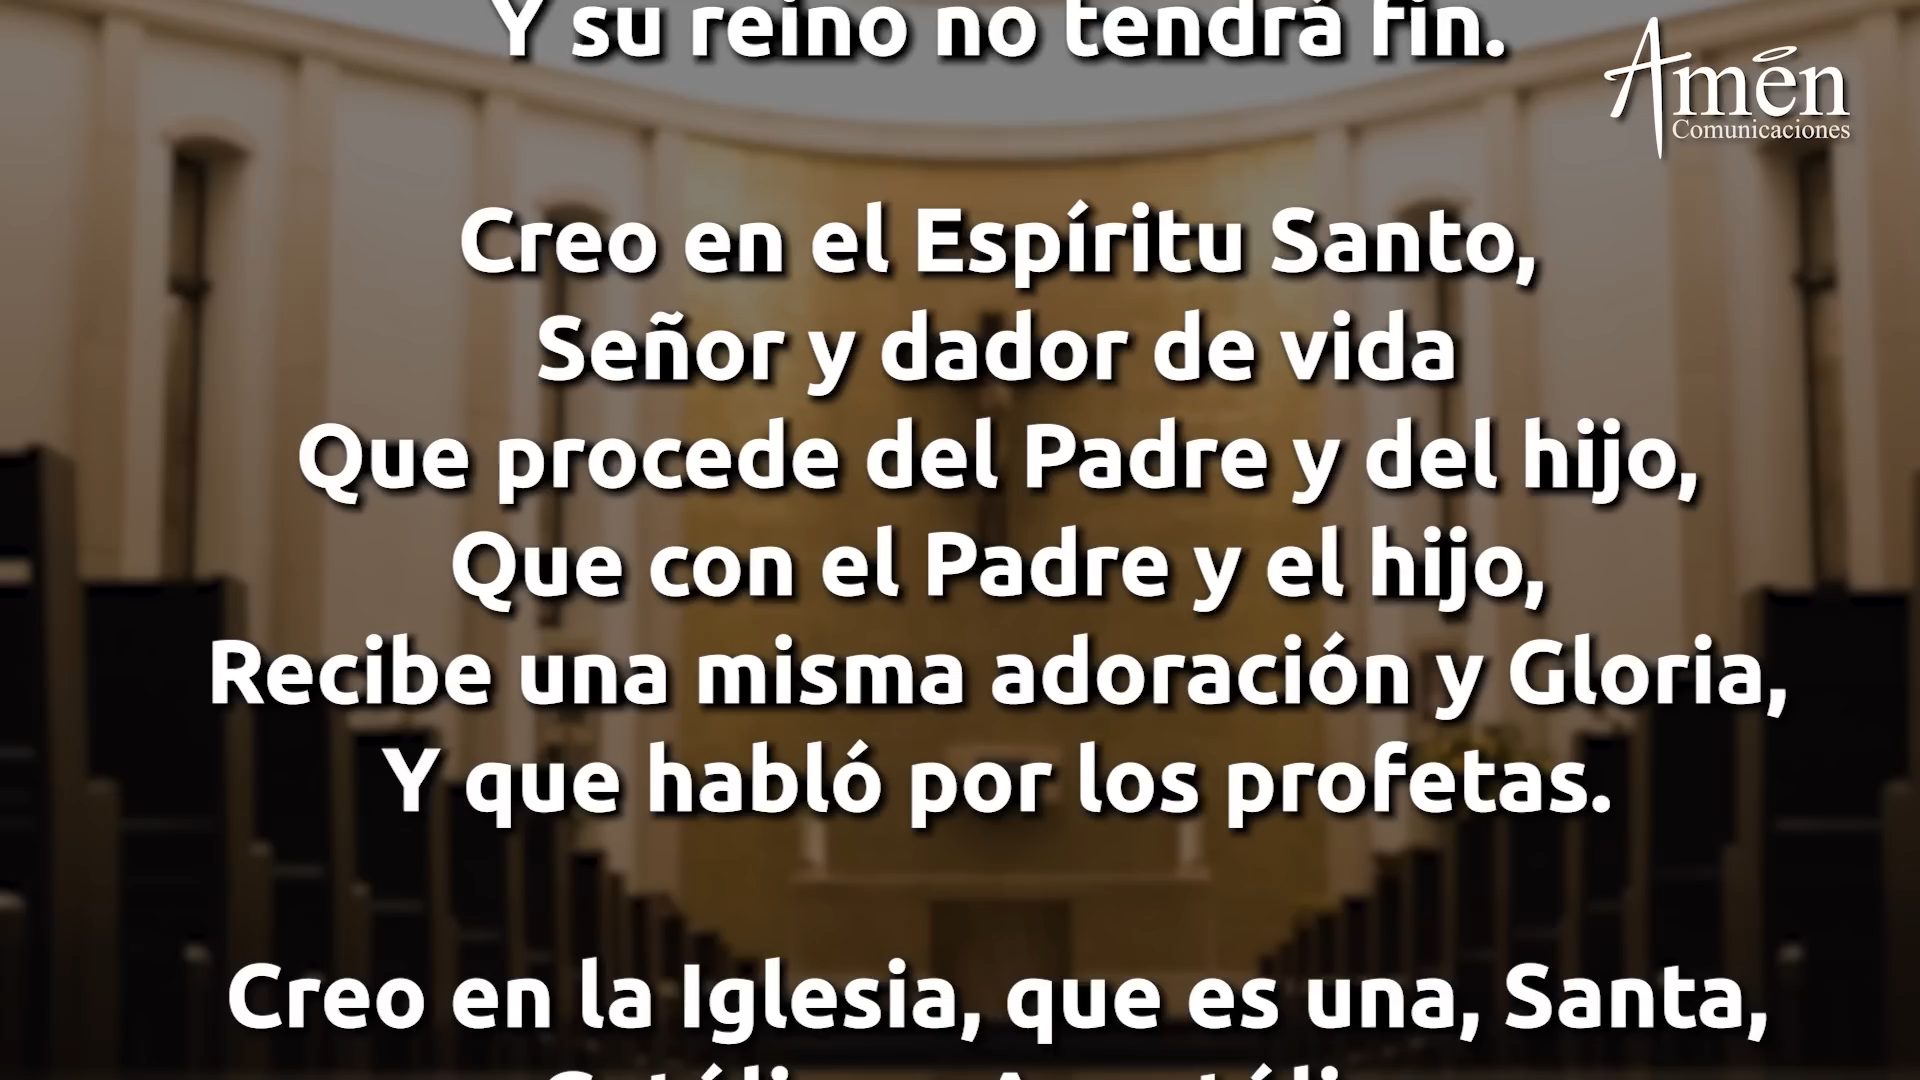 Y su reino no tendrá fin.
Amén
Comunicaciones
Creo en el Espíritu Santo,
Señor y dador de vida
Que procede del Padre y del hijo,
Que con el Padre y el hijo,
Recibe una misma adoración y Gloria,
Y que habló por los profetas.
Creo en la Iglesia, que es una, Santa,